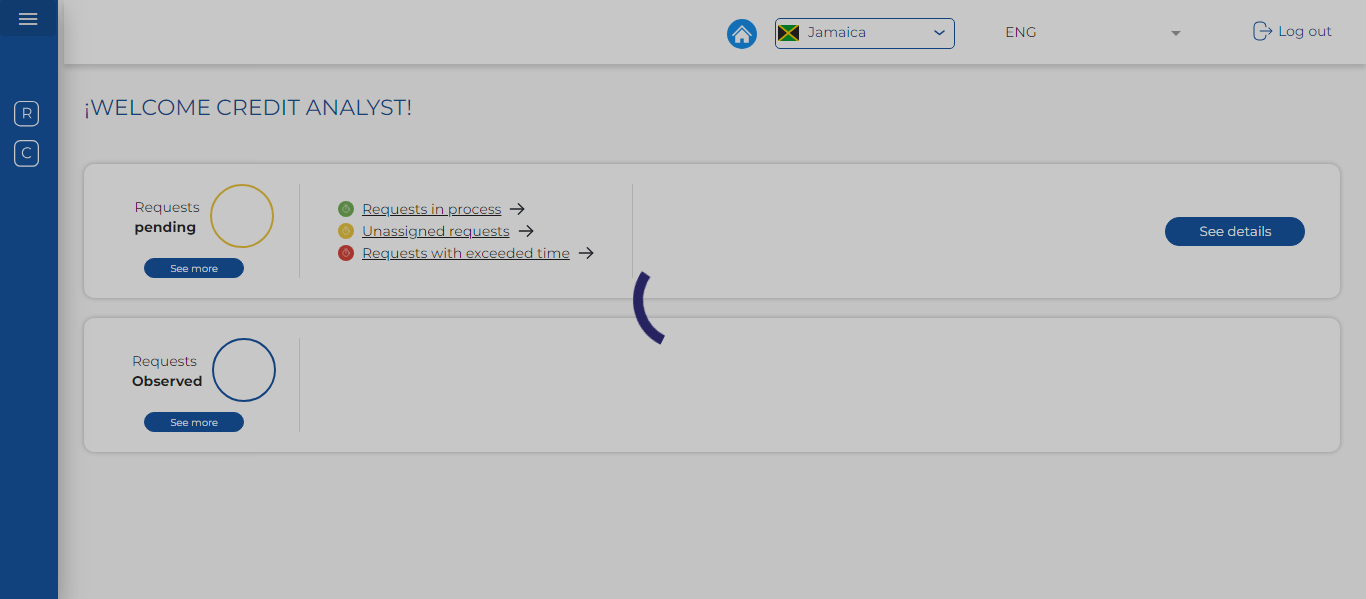 Jamaica
ENG
Log out
R
C
¡WELCOME CREDIT ANALYST!
Requests
pending
See more
Requests in process
Unassigned requests
Requests with exceeded time
See details
Requests
Observed
See more